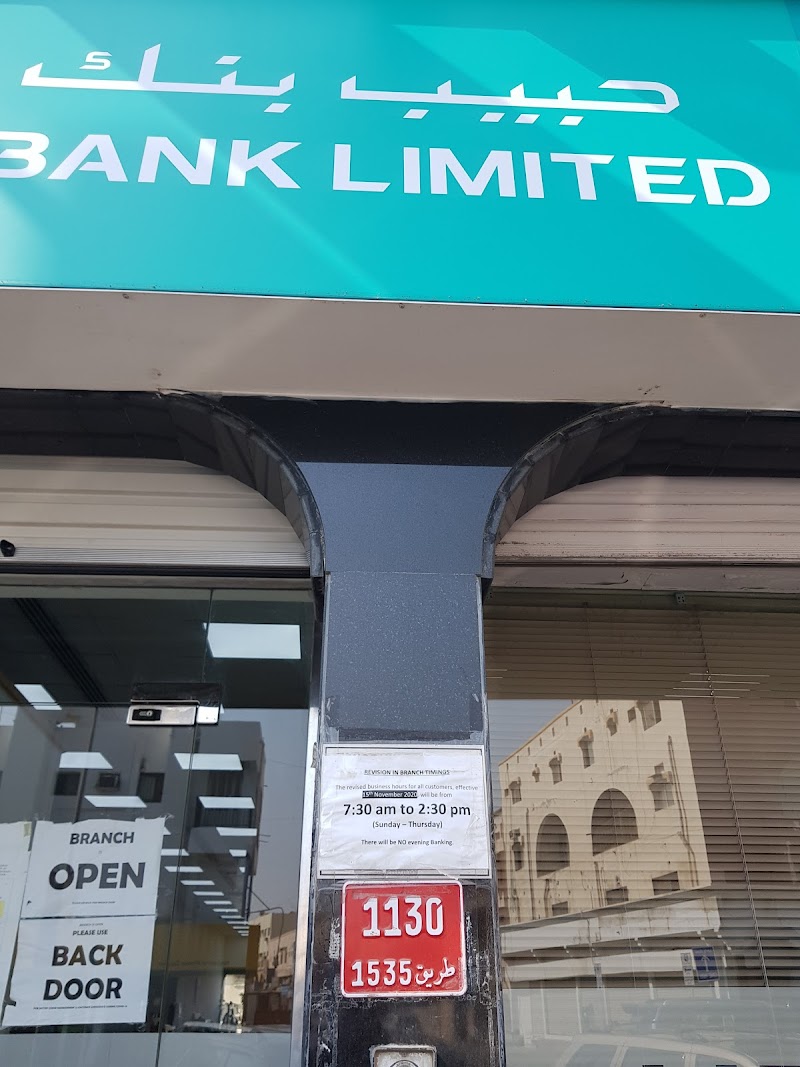 حبيب بنك
BANK LIMITED
REVISION IN BRANCH TIMINGS
The revised business hours for all customers, effective
15th November 2020, will be from
7:30 am to 2:30 pm
(Sunday – Thursday)
There will be NO evening Banking.
1130
طريق 1535
BRANCH
OPEN
PLEASE USE
BACK
DOOR